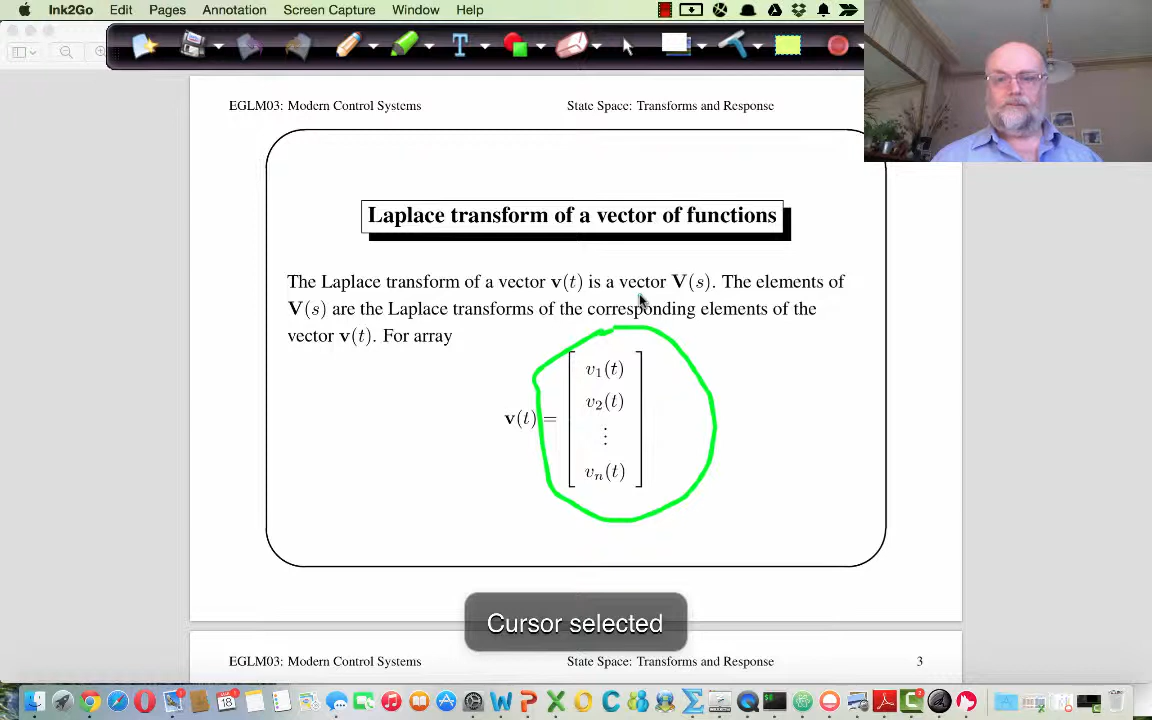 Ink2Go Edit Pages Annotation Screen Capture Window Help
EGLM03: Modern Control Systems State Space: Transforms and Response
Laplace transform of a vector of functions
The Laplace transform of a vector v(t) is a vector V(s). The elements of
V(s) are the Laplace transforms of the corresponding elements of the
vector v(t). For array
v(t) = [ v₁(t)
v₂(t)
⋮
vₙ(t) ]
Cursor selected
EGLM03: Modern Control Systems State Space: Transforms and Response 3